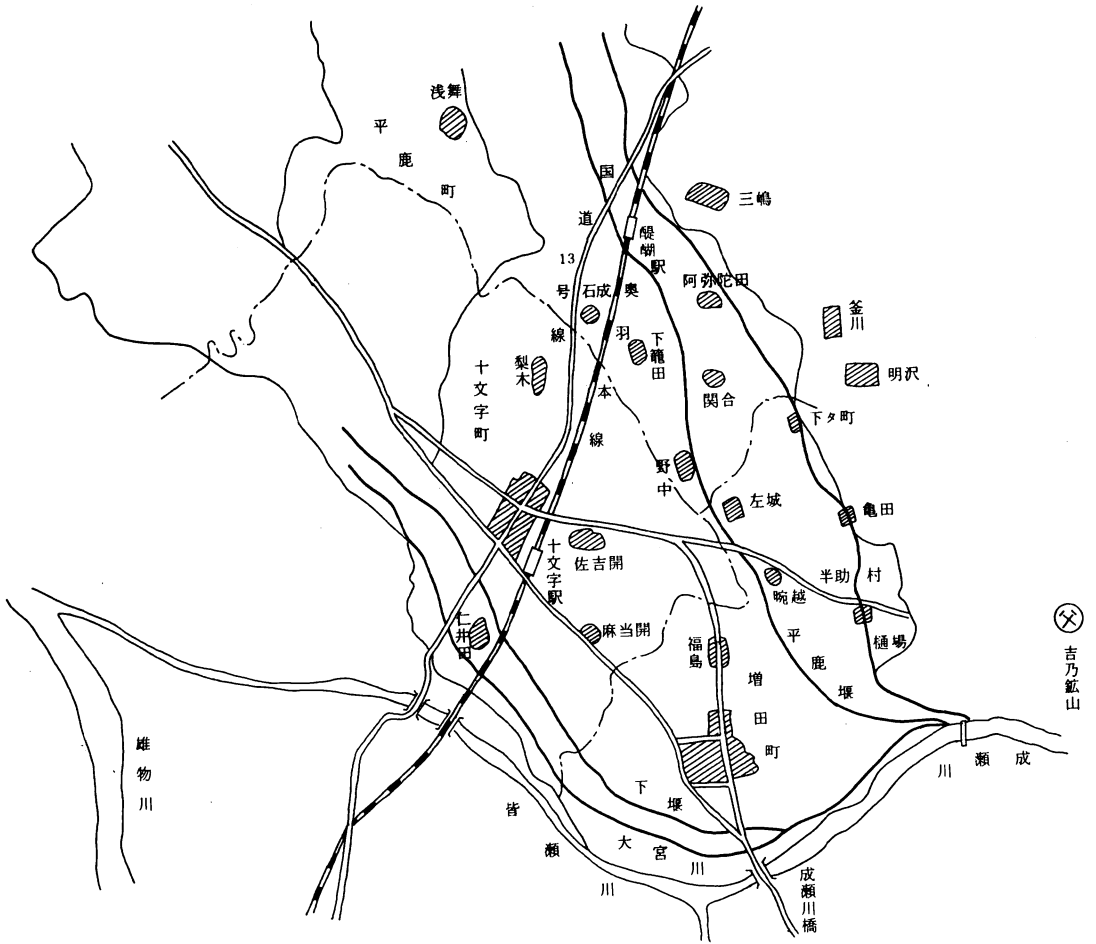 浅舞
平鹿町
国道13号線
三嶋
醍醐駅
阿弥陀田
石成
奥羽本線
釜川
下籠田
梨木
十文字町
明沢
関合
下タ町
野中
左城
亀田
十文字駅
佐吉開
半助村
畹越
仁井田
麻当開
福島
樋場
平鹿堰
吉乃鉱山
増田町
成瀬川
雄物川
下堰
皆瀬川
大宮川
成瀬川橋